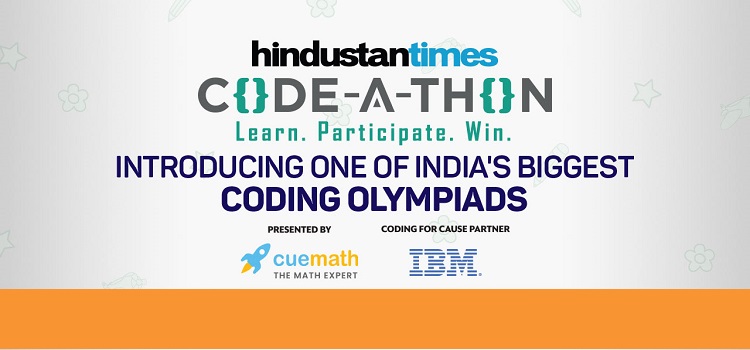 hindustantimes
C{}DE-A-TH{}N
Learn. Participate. Win.
INTRODUCING ONE OF INDIA'S BIGGEST
CODING OLYMPIADS
PRESENTED BY
CODING FOR CAUSE PARTNER
cuemath
THE MATH EXPERT
IBM®